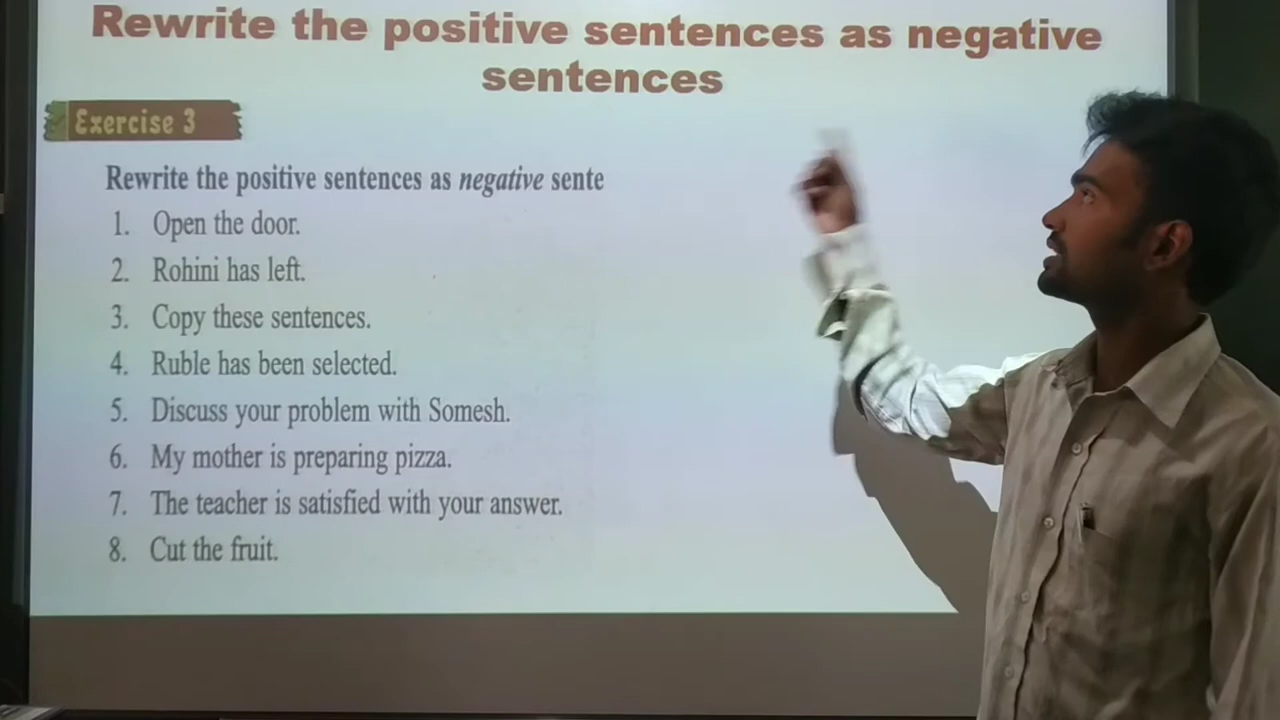 Rewrite the positive sentences as negative
sentences
Exercise 3
Rewrite the positive sentences as negative sente
1. Open the door.
2. Rohini has left.
3. Copy these sentences.
4. Ruble has been selected.
5. Discuss your problem with Somesh.
6. My mother is preparing pizza.
7. The teacher is satisfied with your answer.
8. Cut the fruit.